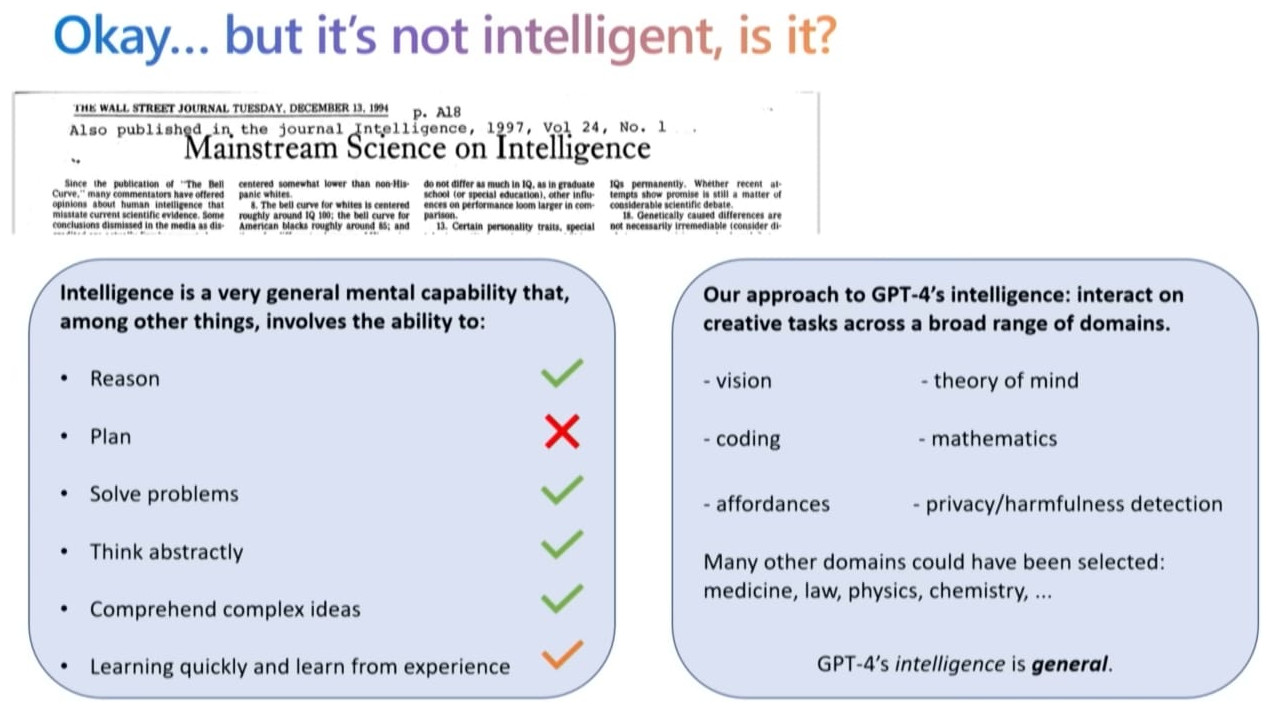 Okay... but it's not intelligent, is it?
THE WALL STREET JOURNAL TUESDAY, DECEMBER 13, 1994 p. A18
Also published in the journal Intelligence, 1997, Vol 24, No. 1
Mainstream Science on Intelligence
Since the publication of "The Bell
Curve," many commentators have offered
opinions about human intelligence that
misstate current scientific evidence. Some
conclusions dismissed in the media as dis-
centered somewhat lower than non-His-
panic whites.
8. The bell curve for whites is centered
roughly around IQ 100; the bell curve for
American blacks roughly around 85; and
do not differ as much in IQ, as in graduate
school (or special education), other influ-
ences on performance loom larger in com-
parison.
13. Certain personality traits, special
IQs permanently. Whether recent at-
tempts show promise is still a matter of
considerable scientific debate.
18. Genetically caused differences are
not necessarily irremediable (consider di-
Intelligence is a very general mental capability that,
among other things, involves the ability to:
• Reason
• Plan
• Solve problems
• Think abstractly
• Comprehend complex ideas
• Learning quickly and learn from experience
Our approach to GPT-4's intelligence: interact on
creative tasks across a broad range of domains.
- vision - theory of mind
- coding - mathematics
- affordances - privacy/harmfulness detection
Many other domains could have been selected:
medicine, law, physics, chemistry, ...
GPT-4's intelligence is general.